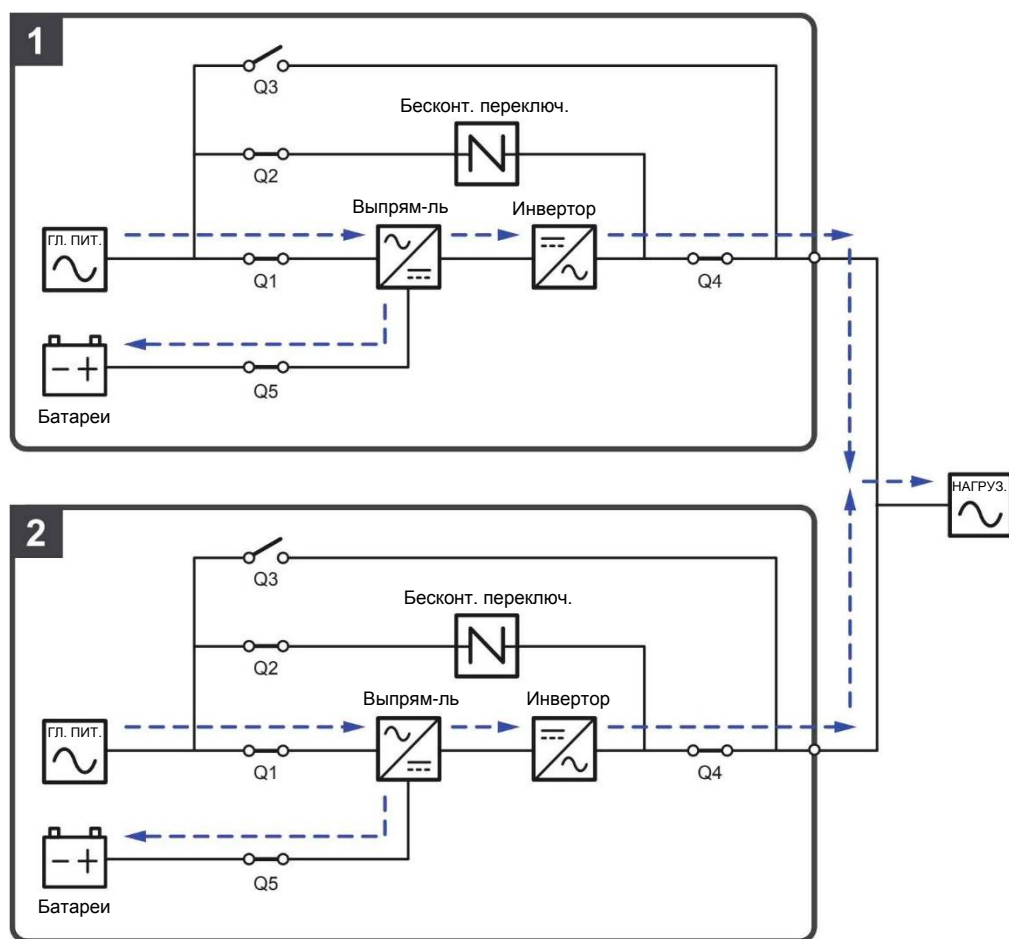 1
Q3
Бесконт. переключ.
Q2
Выпрям-ль
Инвертор
ГЛ. ПИТ.
Q1
Q4
Q5
Батареи
НАГРУЗ.
2
Q3
Бесконт. переключ.
Q2
Выпрям-ль
Инвертор
ГЛ. ПИТ.
Q1
Q4
Q5
Батареи